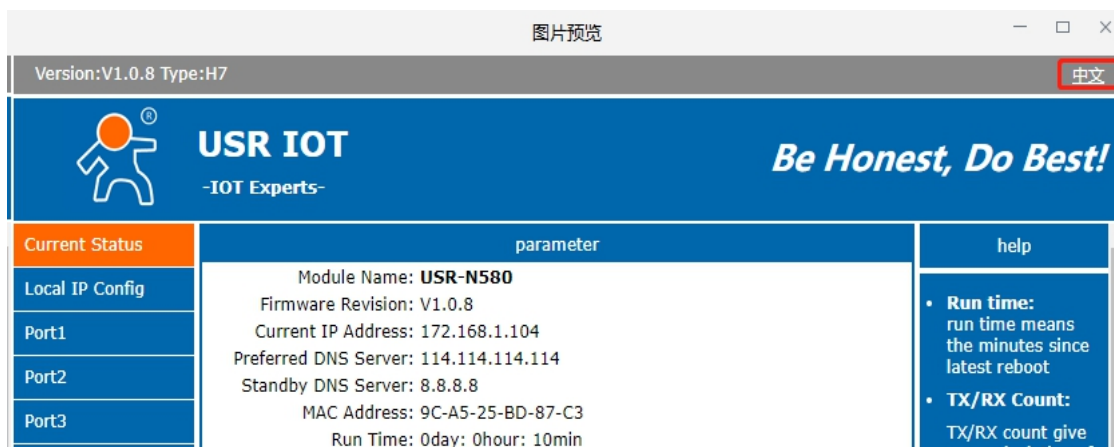 图片预览
Version:V1.0.8 Type:H7
中文
®
USR IOT
-IOT Experts-
Be Honest, Do Best!
Current Status
Local IP Config
Port1
Port2
Port3
parameter
Module Name: USR-N580
Firmware Revision: V1.0.8
Current IP Address: 172.168.1.104
Preferred DNS Server: 114.114.114.114
Standby DNS Server: 8.8.8.8
MAC Address: 9C-A5-25-BD-87-C3
Run Time: 0day: 0hour: 10min
help
• Run time:
run time means
the minutes since
latest reboot
• TX/RX Count:
TX/RX count give